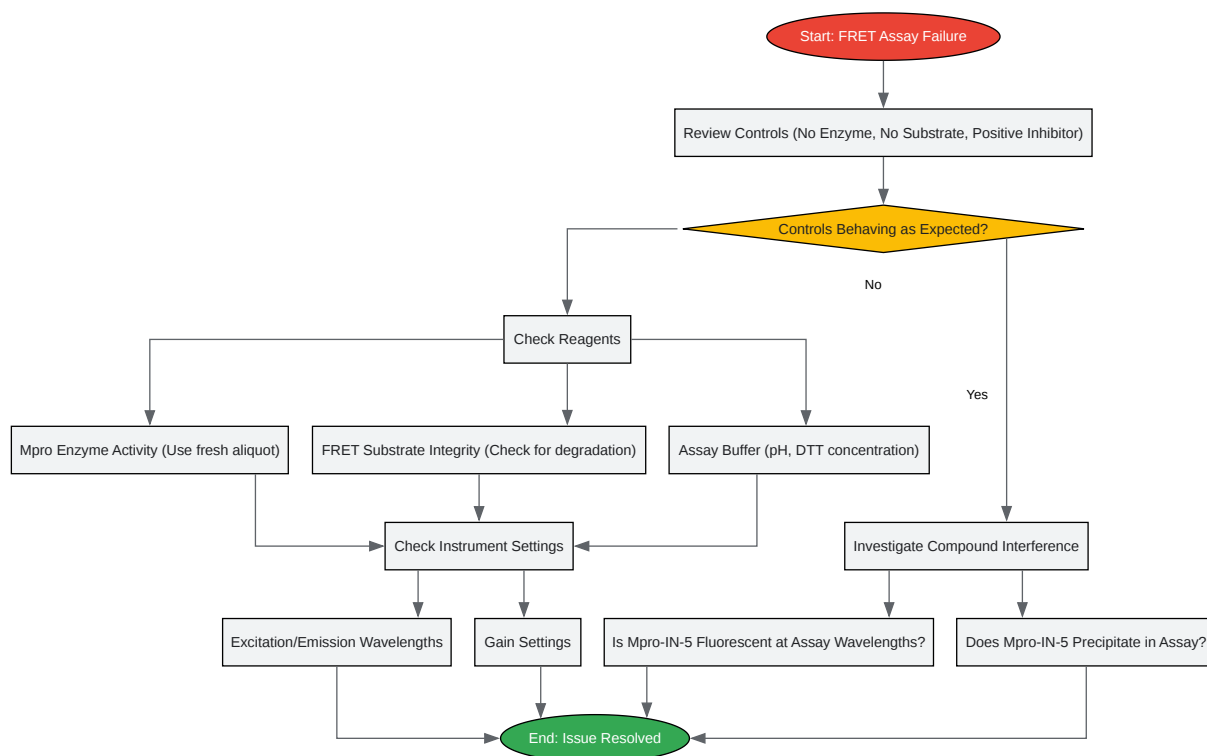 Start: FRET Assay Failure
Review Controls (No Enzyme, No Substrate, Positive Inhibitor)
Controls Behaving as Expected?
No
Check Reagents
Yes
Mpro Enzyme Activity (Use fresh aliquot)
FRET Substrate Integrity (Check for degradation)
Assay Buffer (pH, DTT concentration)
Check Instrument Settings
Investigate Compound Interference
Excitation/Emission Wavelengths
Gain Settings
Is Mpro-IN-5 Fluorescent at Assay Wavelengths?
Does Mpro-IN-5 Precipitate in Assay?
End: Issue Resolved